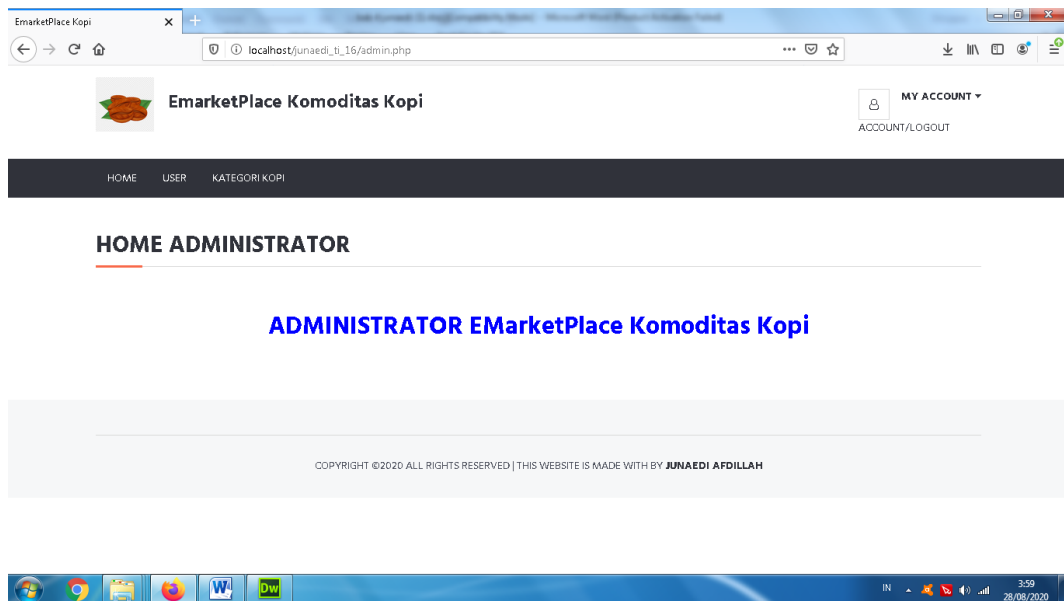 EmarketPlace Kopi
localhost/junaedi_ti_16/admin.php
EmarketPlace Komoditas Kopi
MY ACCOUNT
ACCOUNT/LOGOUT
HOME USER KATEGORI KOPI
HOME ADMINISTRATOR
ADMINISTRATOR EMarketPlace Komoditas Kopi
COPYRIGHT ©2020 ALL RIGHTS RESERVED | THIS WEBSITE IS MADE WITH BY JUNAEDI AFDILLAH
W Dw IN 3:59
28/08/2020